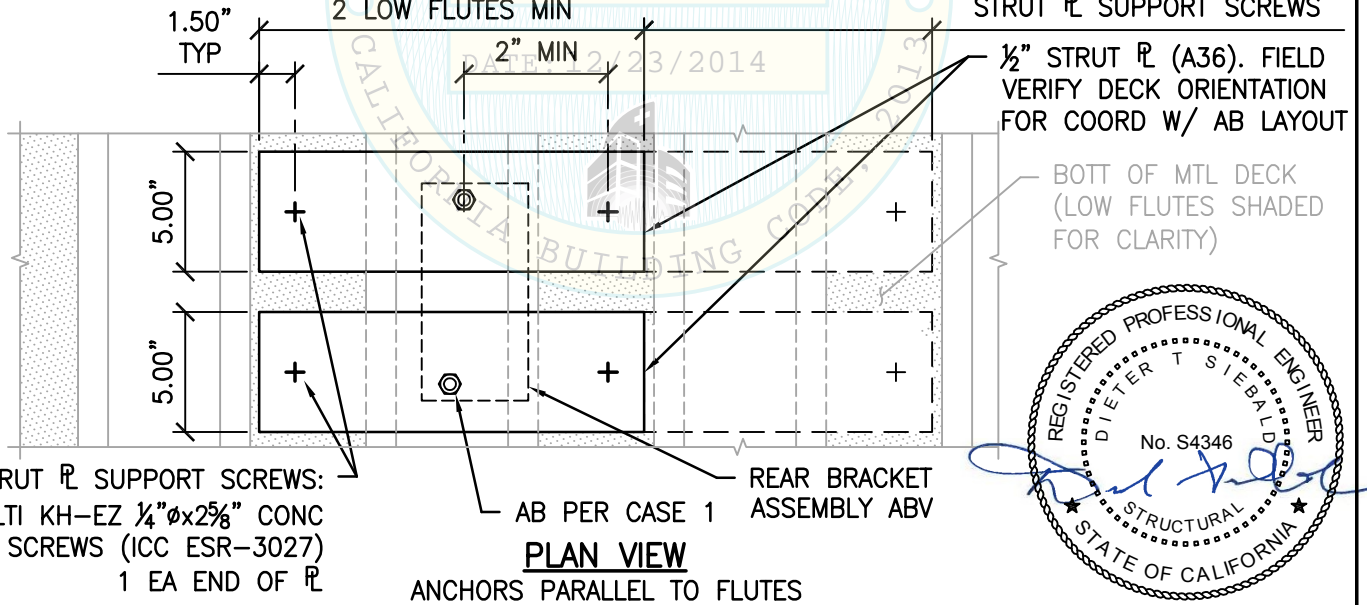 2 LOW FLUTES MIN
STRUT ℄ SUPPORT SCREWS
1.50"
TYP
2" MIN
DATE: 12/23/2014
CALIFORNIA BUILDING CODE, 2013
½" STRUT ℄ (A36). FIELD
VERIFY DECK ORIENTATION
FOR COORD W/ AB LAYOUT
BOTT OF MTL DECK
(LOW FLUTES SHADED
FOR CLARITY)
5.00"
5.00"
RUT ℄ SUPPORT SCREWS:
LTI KH-EZ ¼"øx2⅝" CONC
SCREWS (ICC ESR-3027)
1 EA END OF ℄
AB PER CASE 1
REAR BRACKET
ASSEMBLY ABV
PLAN VIEW
ANCHORS PARALLEL TO FLUTES
REGISTERED PROFESSIONAL ENGINEER
DIETER T SIEBALD
No. S4346
STRUCTURAL
STATE OF CALIFORNIA